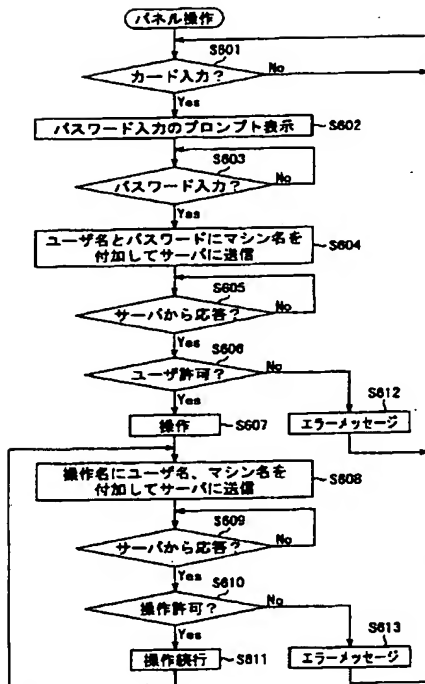 パネル操作
S601
カード入力?
No
Yes
パスワード入力のプロンプト表示
S602
S603
パスワード入力?
No
Yes
ユーザ名とパスワードにマシン名を
付加してサーバに送信
S604
S605
サーバから応答?
No
Yes
S606
ユーザ許可?
No
Yes
S612
操作
S607
エラーメッセージ
操作名にユーザ名、マシン名を
付加してサーバに送信
S608
S609
サーバから応答?
No
Yes
S610
操作許可?
No
Yes
S613
操作続行
S611
エラーメッセージ